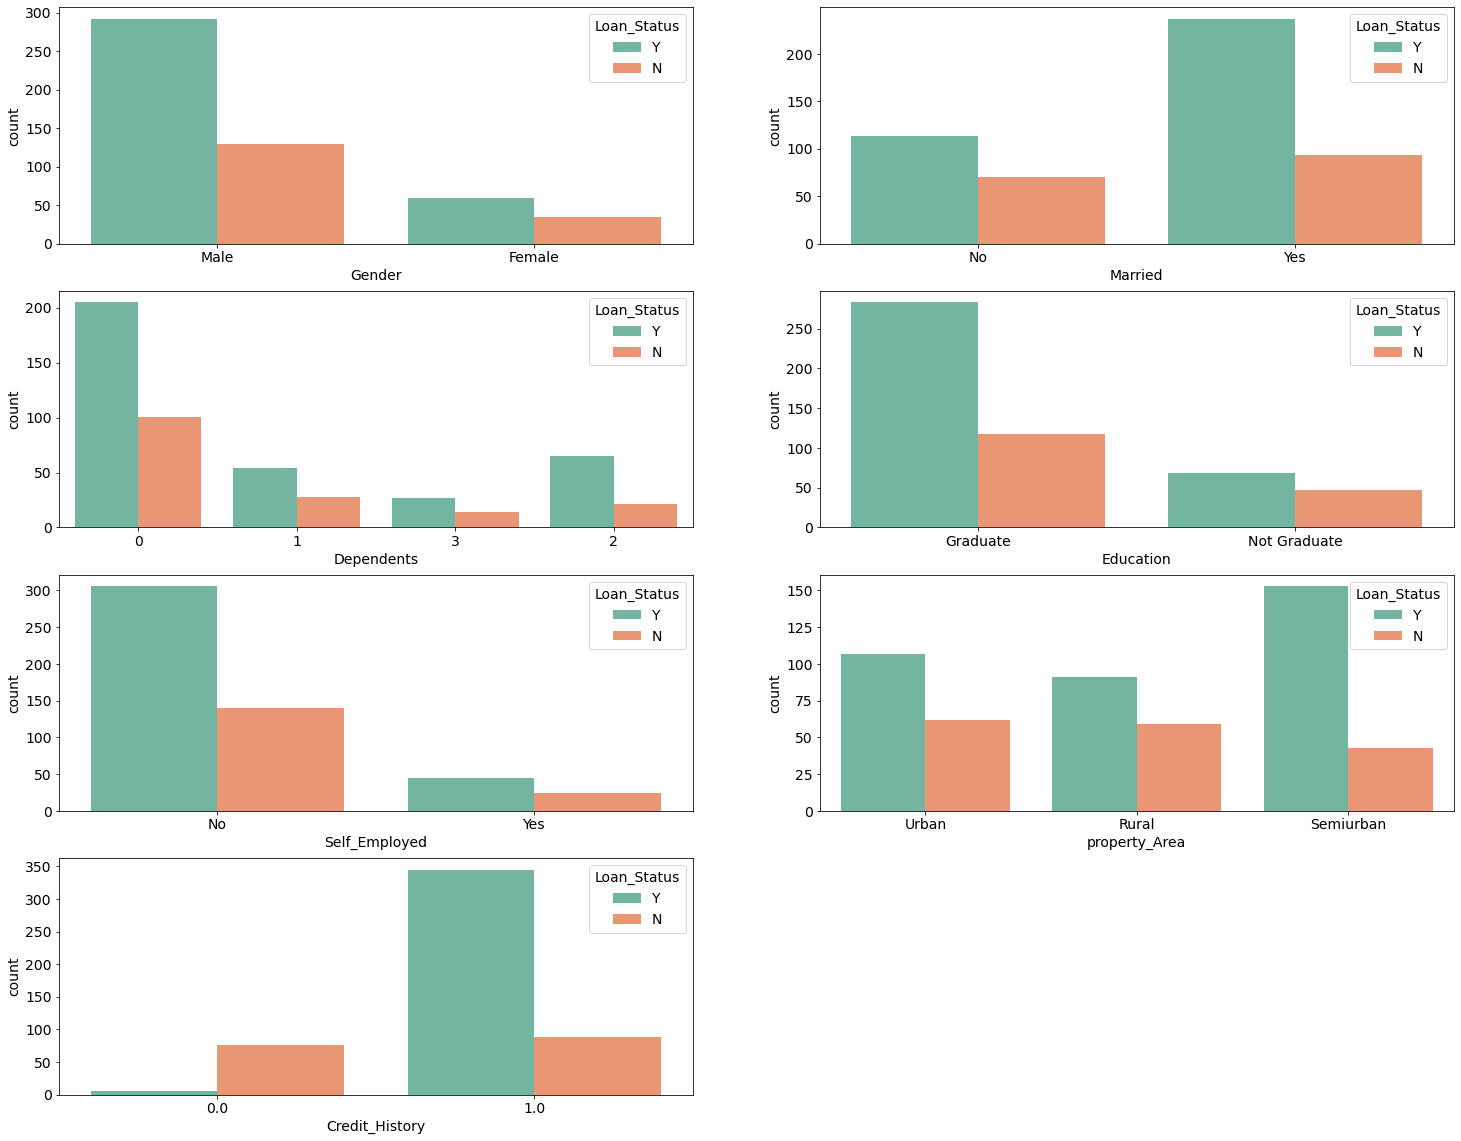 300
250
200
150
100
50
0
count
Loan_Status
Y
N
Male Female
Gender
200
150
100
50
0
count
Loan_Status
Y
N
No Yes
Married
200
150
100
50
0
count
Loan_Status
Y
N
0 1 3 2
Dependents
250
200
150
100
50
0
count
Loan_Status
Y
N
Graduate Not Graduate
Education
300
250
200
150
100
50
0
count
Loan_Status
Y
N
No Yes
Self_Employed
150
125
100
75
50
25
0
count
Loan_Status
Y
N
Urban Rural Semiurban
property_Area
350
300
250
200
150
100
50
0
count
Loan_Status
Y
N
0.0 1.0
Credit_History